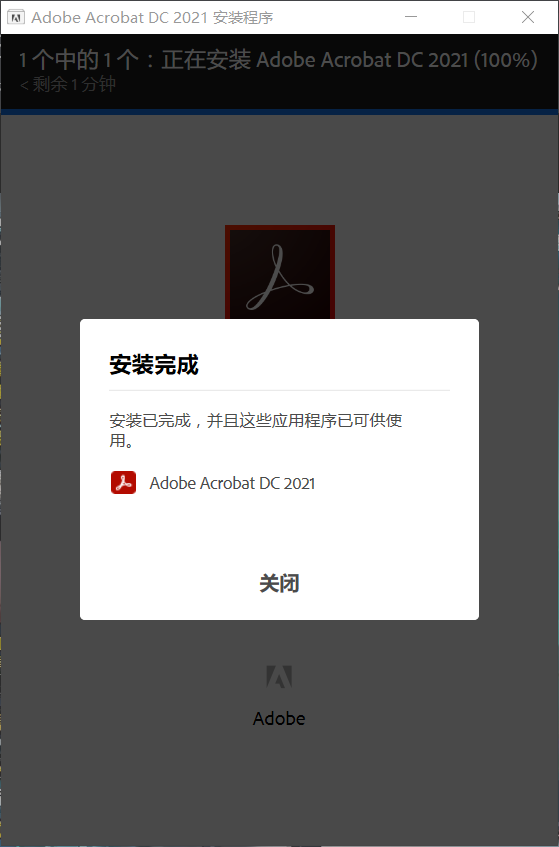 Adobe Acrobat DC 2021 安装程序
1 个中的 1 个：正在安装 Adobe Acrobat DC 2021 (100%)
< 剩余 1 分钟
安装完成
安装已完成，并且这些应用程序已可供使
用。
Adobe Acrobat DC 2021
关闭
Adobe